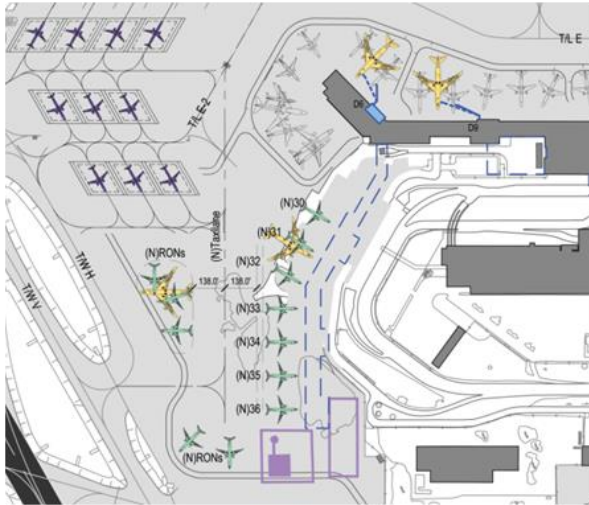 T/L E
T/L E-2
D6
D9
(N)30
(N)31
(N)Taxilane
(N)RONs
(N)32
138.0'
138.0'
T/W H
(N)33
T/W V
(N)34
(N)35
(N)36
(N)RONs